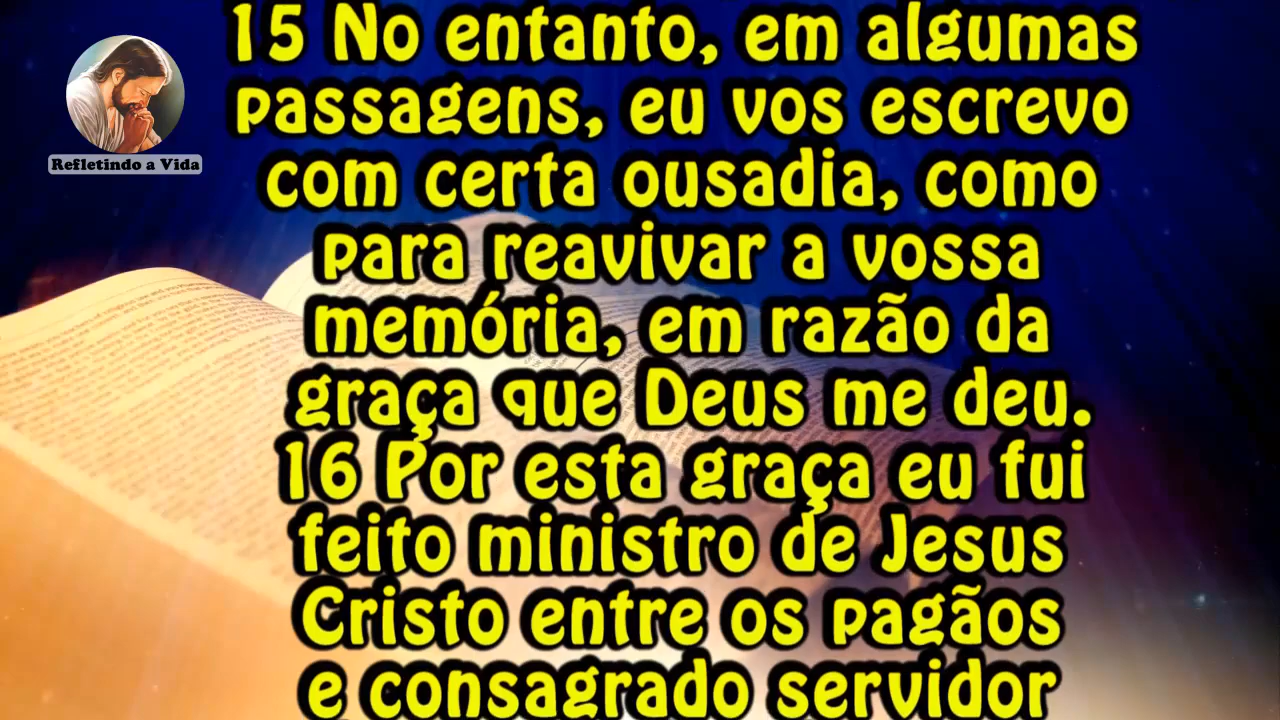 15 No entanto, em algumas
passagens, eu vos escrevo
com certa ousadia, como
para reavivar a vossa
memória, em razão da
graça que Deus me deu.
16 Por esta graça eu fui
feito ministro de Jesus
Cristo entre os pagãos
e consagrado servidor
Refletindo a Vida